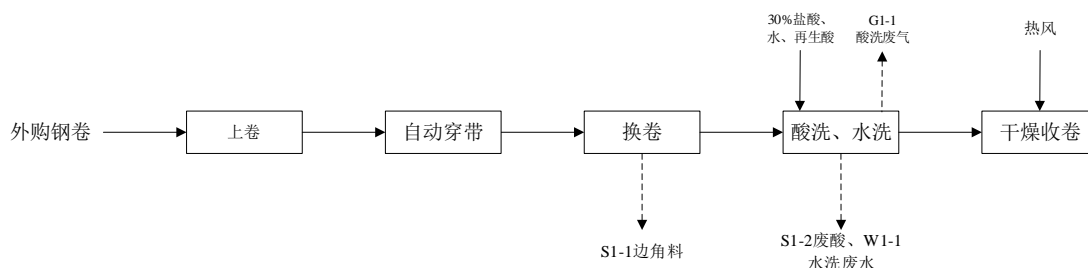 30%盐酸、
水、再生酸
G1-1
酸洗废气
热风
外购钢卷
上卷
自动穿带
换卷
酸洗、水洗
干燥收卷
S1-1边角料
S1-2废酸、W1-1
水洗废水